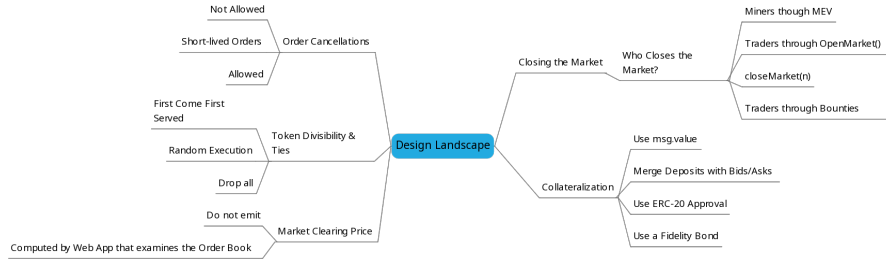 Not Allowed
Short-lived Orders
Order Cancellations
Allowed
First Come First
Served
Token Divisibility &
Ties
Random Execution
Drop all
Do not emit
Market Clearing Price
Computed by Web App that examines the Order Book
Design Landscape
Closing the Market
Who Closes the
Market?
Miners though MEV
Traders through OpenMarket()
closeMarket(n)
Traders through Bounties
Collateralization
Use msg.value
Merge Deposits with Bids/Asks
Use ERC-20 Approval
Use a Fidelity Bond